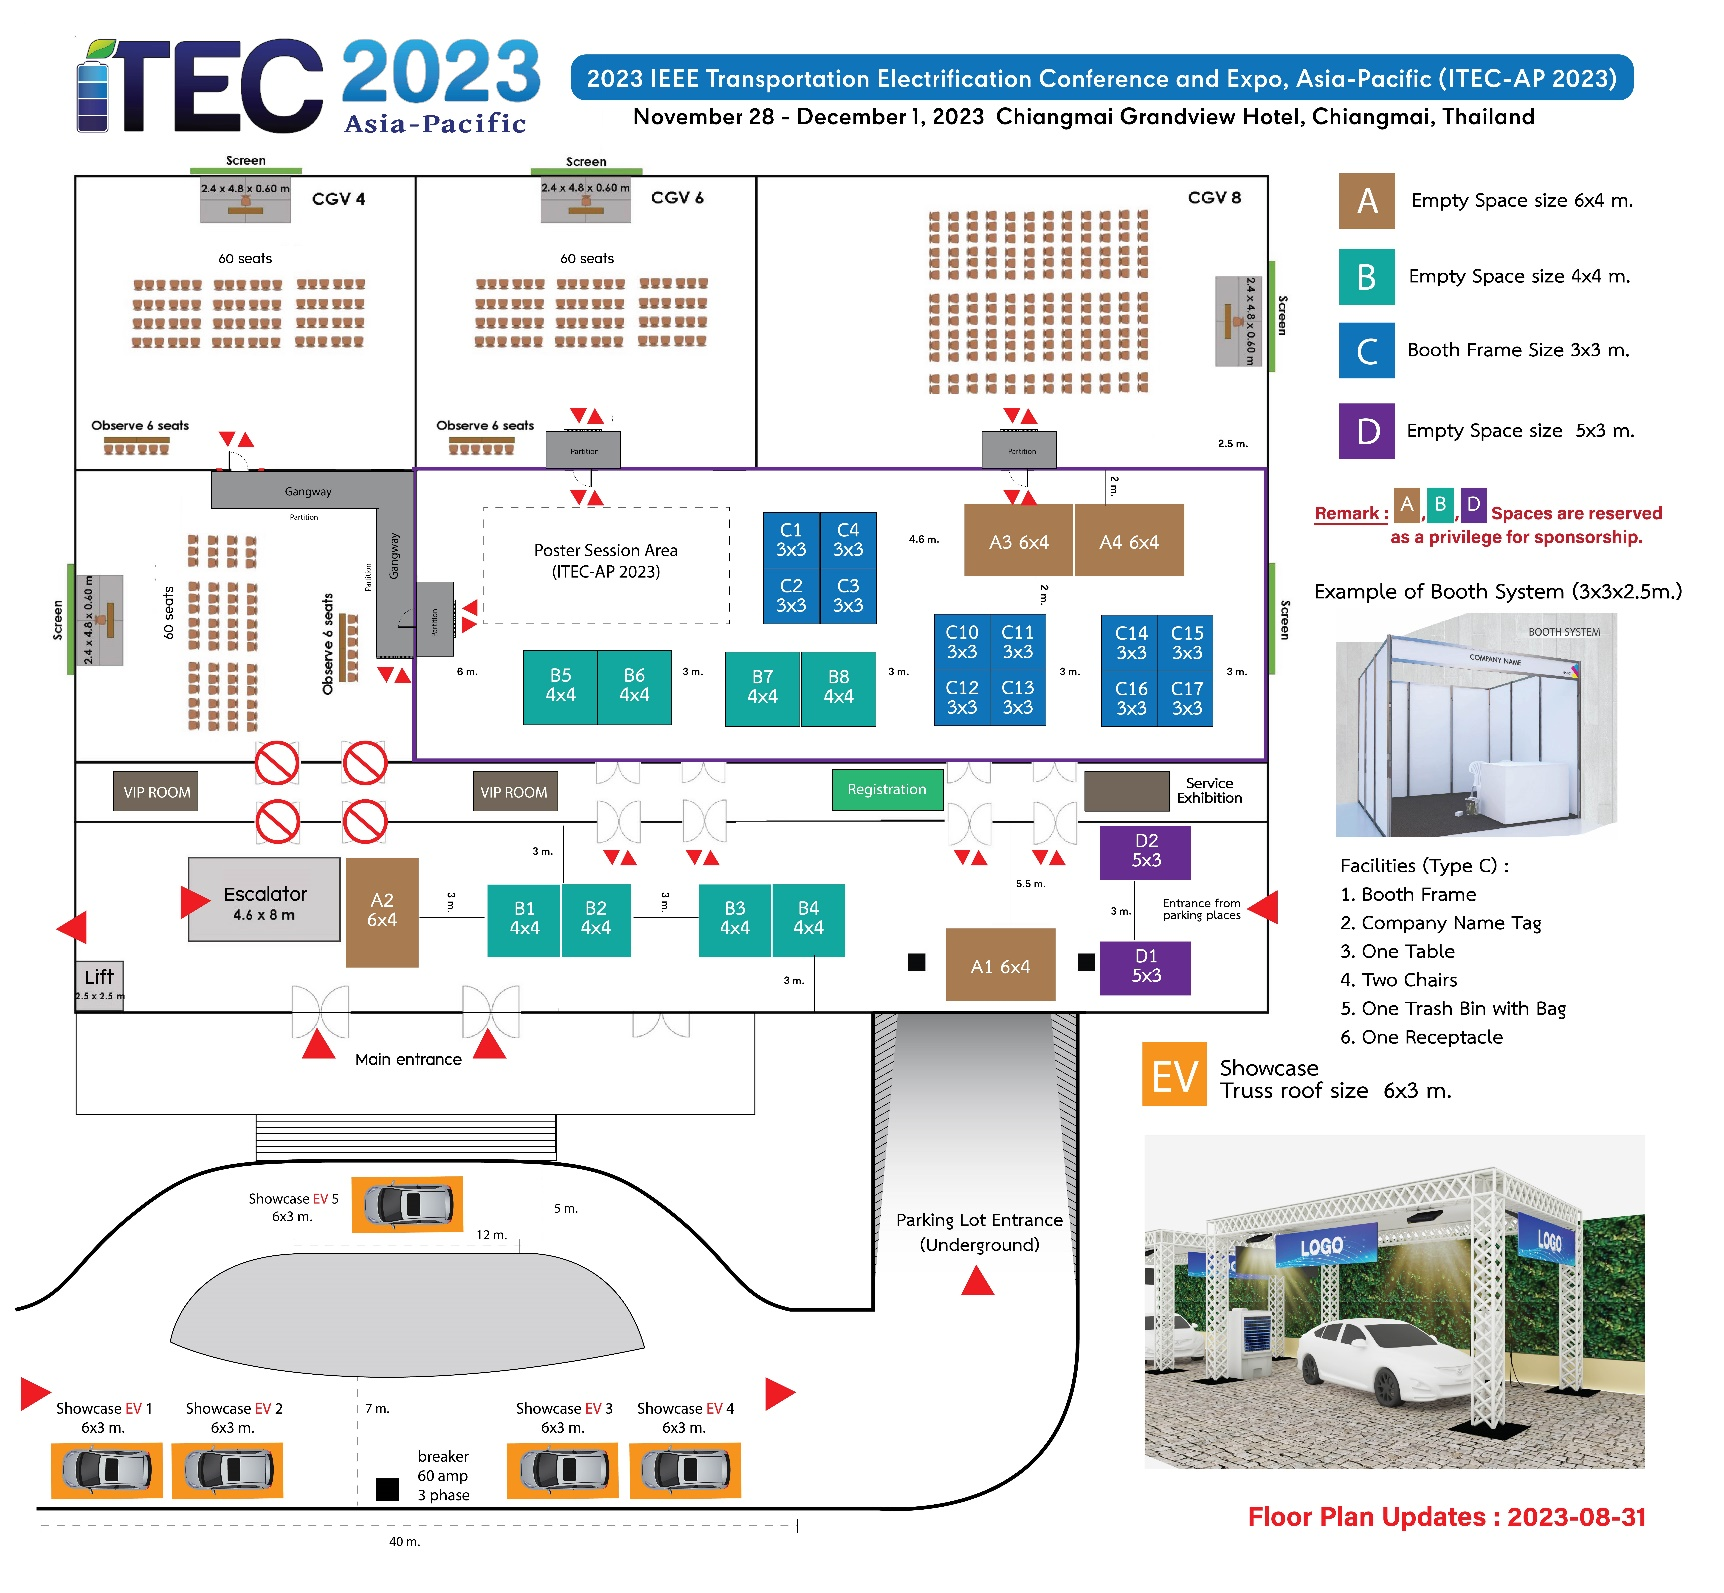 iTEC 2023
Asia-Pacific
2023 IEEE Transportation Electrification Conference and Expo, Asia-Pacific (ITEC-AP 2023)
November 28 - December 1, 2023 Chiangmai Grandview Hotel, Chiangmai, Thailand
Screen
2.4 x 4.8 x 0.60 m
CGV 4
60 seats
Observe 6 seats
Screen
2.4 x 4.8 x 0.60 m
CGV 6
60 seats
Observe 6 seats
Partition
CGV 8
2.4 x 4.8 x 0.60 m
Screen
Partition
2.5 m.
A Empty Space size 6x4 m.
B Empty Space size 4x4 m.
C Booth Frame Size 3x3 m.
D Empty Space size 5x3 m.
Remark : A , B , D Spaces are reserved
as a privilege for sponsorship.
Gangway
Partition
Gangway
Partition
Partition
Screen
2.4 x 4.8 x 0.60 m
60 seats
Observe 6 seats
Poster Session Area
(ITEC-AP 2023)
C1
3x3
C4
3x3
C2
3x3
C3
3x3
4.6 m.
2 m.
A3 6x4
A4 6x4
2 m.
Screen
6 m.
B5
4x4
B6
4x4
3 m.
B7
4x4
B8
4x4
3 m.
C10
3x3
C11
3x3
C12
3x3
C13
3x3
3 m.
C14
3x3
C15
3x3
C16
3x3
C17
3x3
3 m.
Example of Booth System (3x3x2.5m.)
BOOTH SYSTEM
COMPANY NAME
VIP ROOM
VIP ROOM
Registration
Service
Exhibition
Escalator
4.6 x 8 m
A2
6x4
3 m.
3 m.
B1
4x4
B2
4x4
3 m.
B3
4x4
B4
4x4
3 m.
5.5 m.
D2
5x3
3 m.
Entrance from
parking places
A1 6x4
D1
5x3
Lift
2.5 x 2.5 m
Facilities (Type C) :
1. Booth Frame
2. Company Name Tag
3. One Table
4. Two Chairs
5. One Trash Bin with Bag
6. One Receptacle
Main entrance
EV Showcase
Truss roof size 6x3 m.
LOGO
LOGO
Showcase EV 5
6x3 m.
5 m.
12 m.
Parking Lot Entrance
(Underground)
Showcase EV 1
6x3 m.
Showcase EV 2
6x3 m.
7 m.
Showcase EV 3
6x3 m.
Showcase EV 4
6x3 m.
breaker
60 amp
3 phase
40 m.
Floor Plan Updates : 2023-08-31